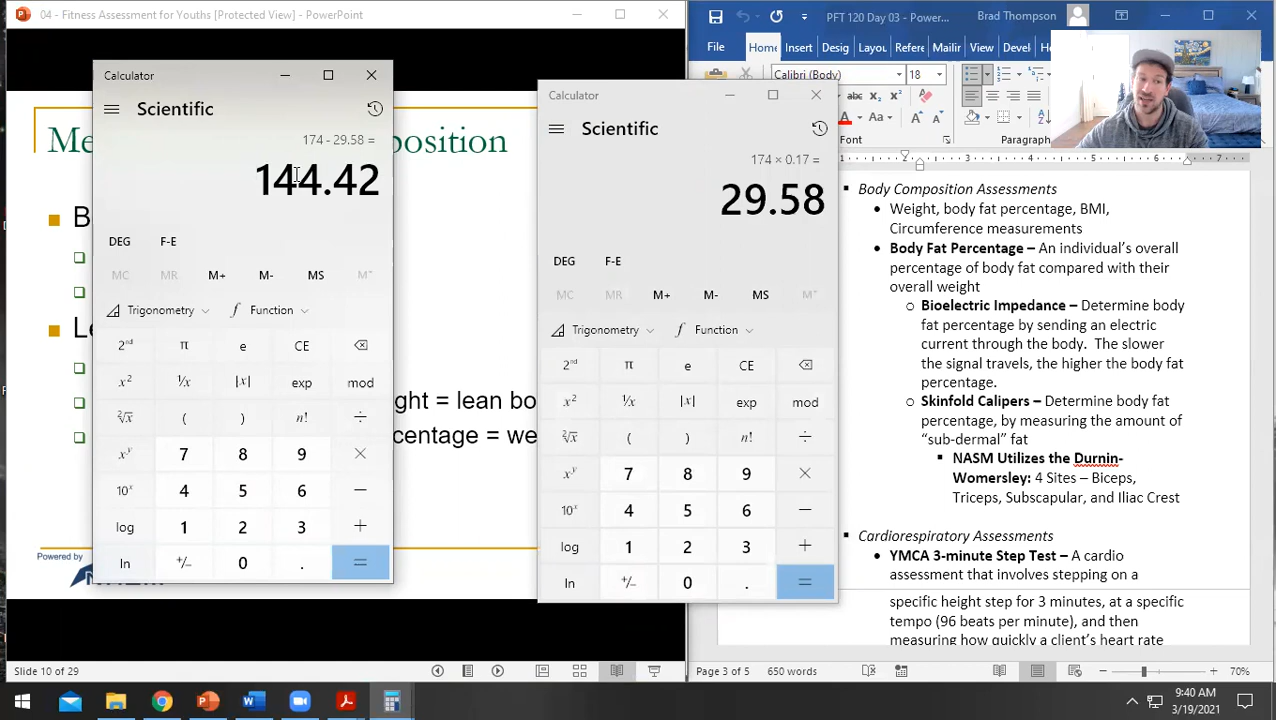 04 - Fitness Assessment for Youths [Protected View] - PowerPoint
PFT 120 Day 03 - Powe...
Brad Thompson
File
Home
Insert
Design
Layou
Refere
Mailin
Review
View
Devel
Help
Calibri (Body)
18
Font
Paragraph
Me
position
B
Le
ght = lean bo
centage = we
Powered by
Calculator
Scientific
174 - 29.58 =
144.42
DEG
F-E
MC
MR
M+
M-
MS
M˅
Trigonometry
Function
2ⁿᵈ
π
e
CE
x²
¹/x
|x|
exp
mod
²√x
(
)
n!
÷
xʸ
7
8
9
×
10ˣ
4
5
6
−
log
1
2
3
+
ln
+/−
0
.
=
Calculator
Scientific
174 × 0.17 =
29.58
DEG
F-E
MC
MR
M+
M-
MS
M˅
Trigonometry
Function
2ⁿᵈ
π
e
CE
x²
¹/x
|x|
exp
mod
²√x
(
)
n!
÷
xʸ
7
8
9
×
10ˣ
4
5
6
−
log
1
2
3
+
ln
+/−
0
.
=
Body Composition Assessments
• Weight, body fat percentage, BMI,
Circumference measurements
• Body Fat Percentage – An individual's overall
percentage of body fat compared with their
overall weight
o Bioelectric Impedance – Determine body
fat percentage by sending an electric
current through the body. The slower
the signal travels, the higher the body fat
percentage.
o Skinfold Calipers – Determine body fat
percentage, by measuring the amount of
“sub-dermal” fat
▪ NASM Utilizes the Durnin-
Womersley: 4 Sites – Biceps,
Triceps, Subscapular, and Iliac Crest
Cardiorespiratory Assessments
• YMCA 3-minute Step Test – A cardio
assessment that involves stepping on a
specific height step for 3 minutes, at a specific
tempo (96 beats per minute), and then
measuring how quickly a client's heart rate
Slide 10 of 29
Page 3 of 5
650 words
70%
9:40 AM
3/19/2021